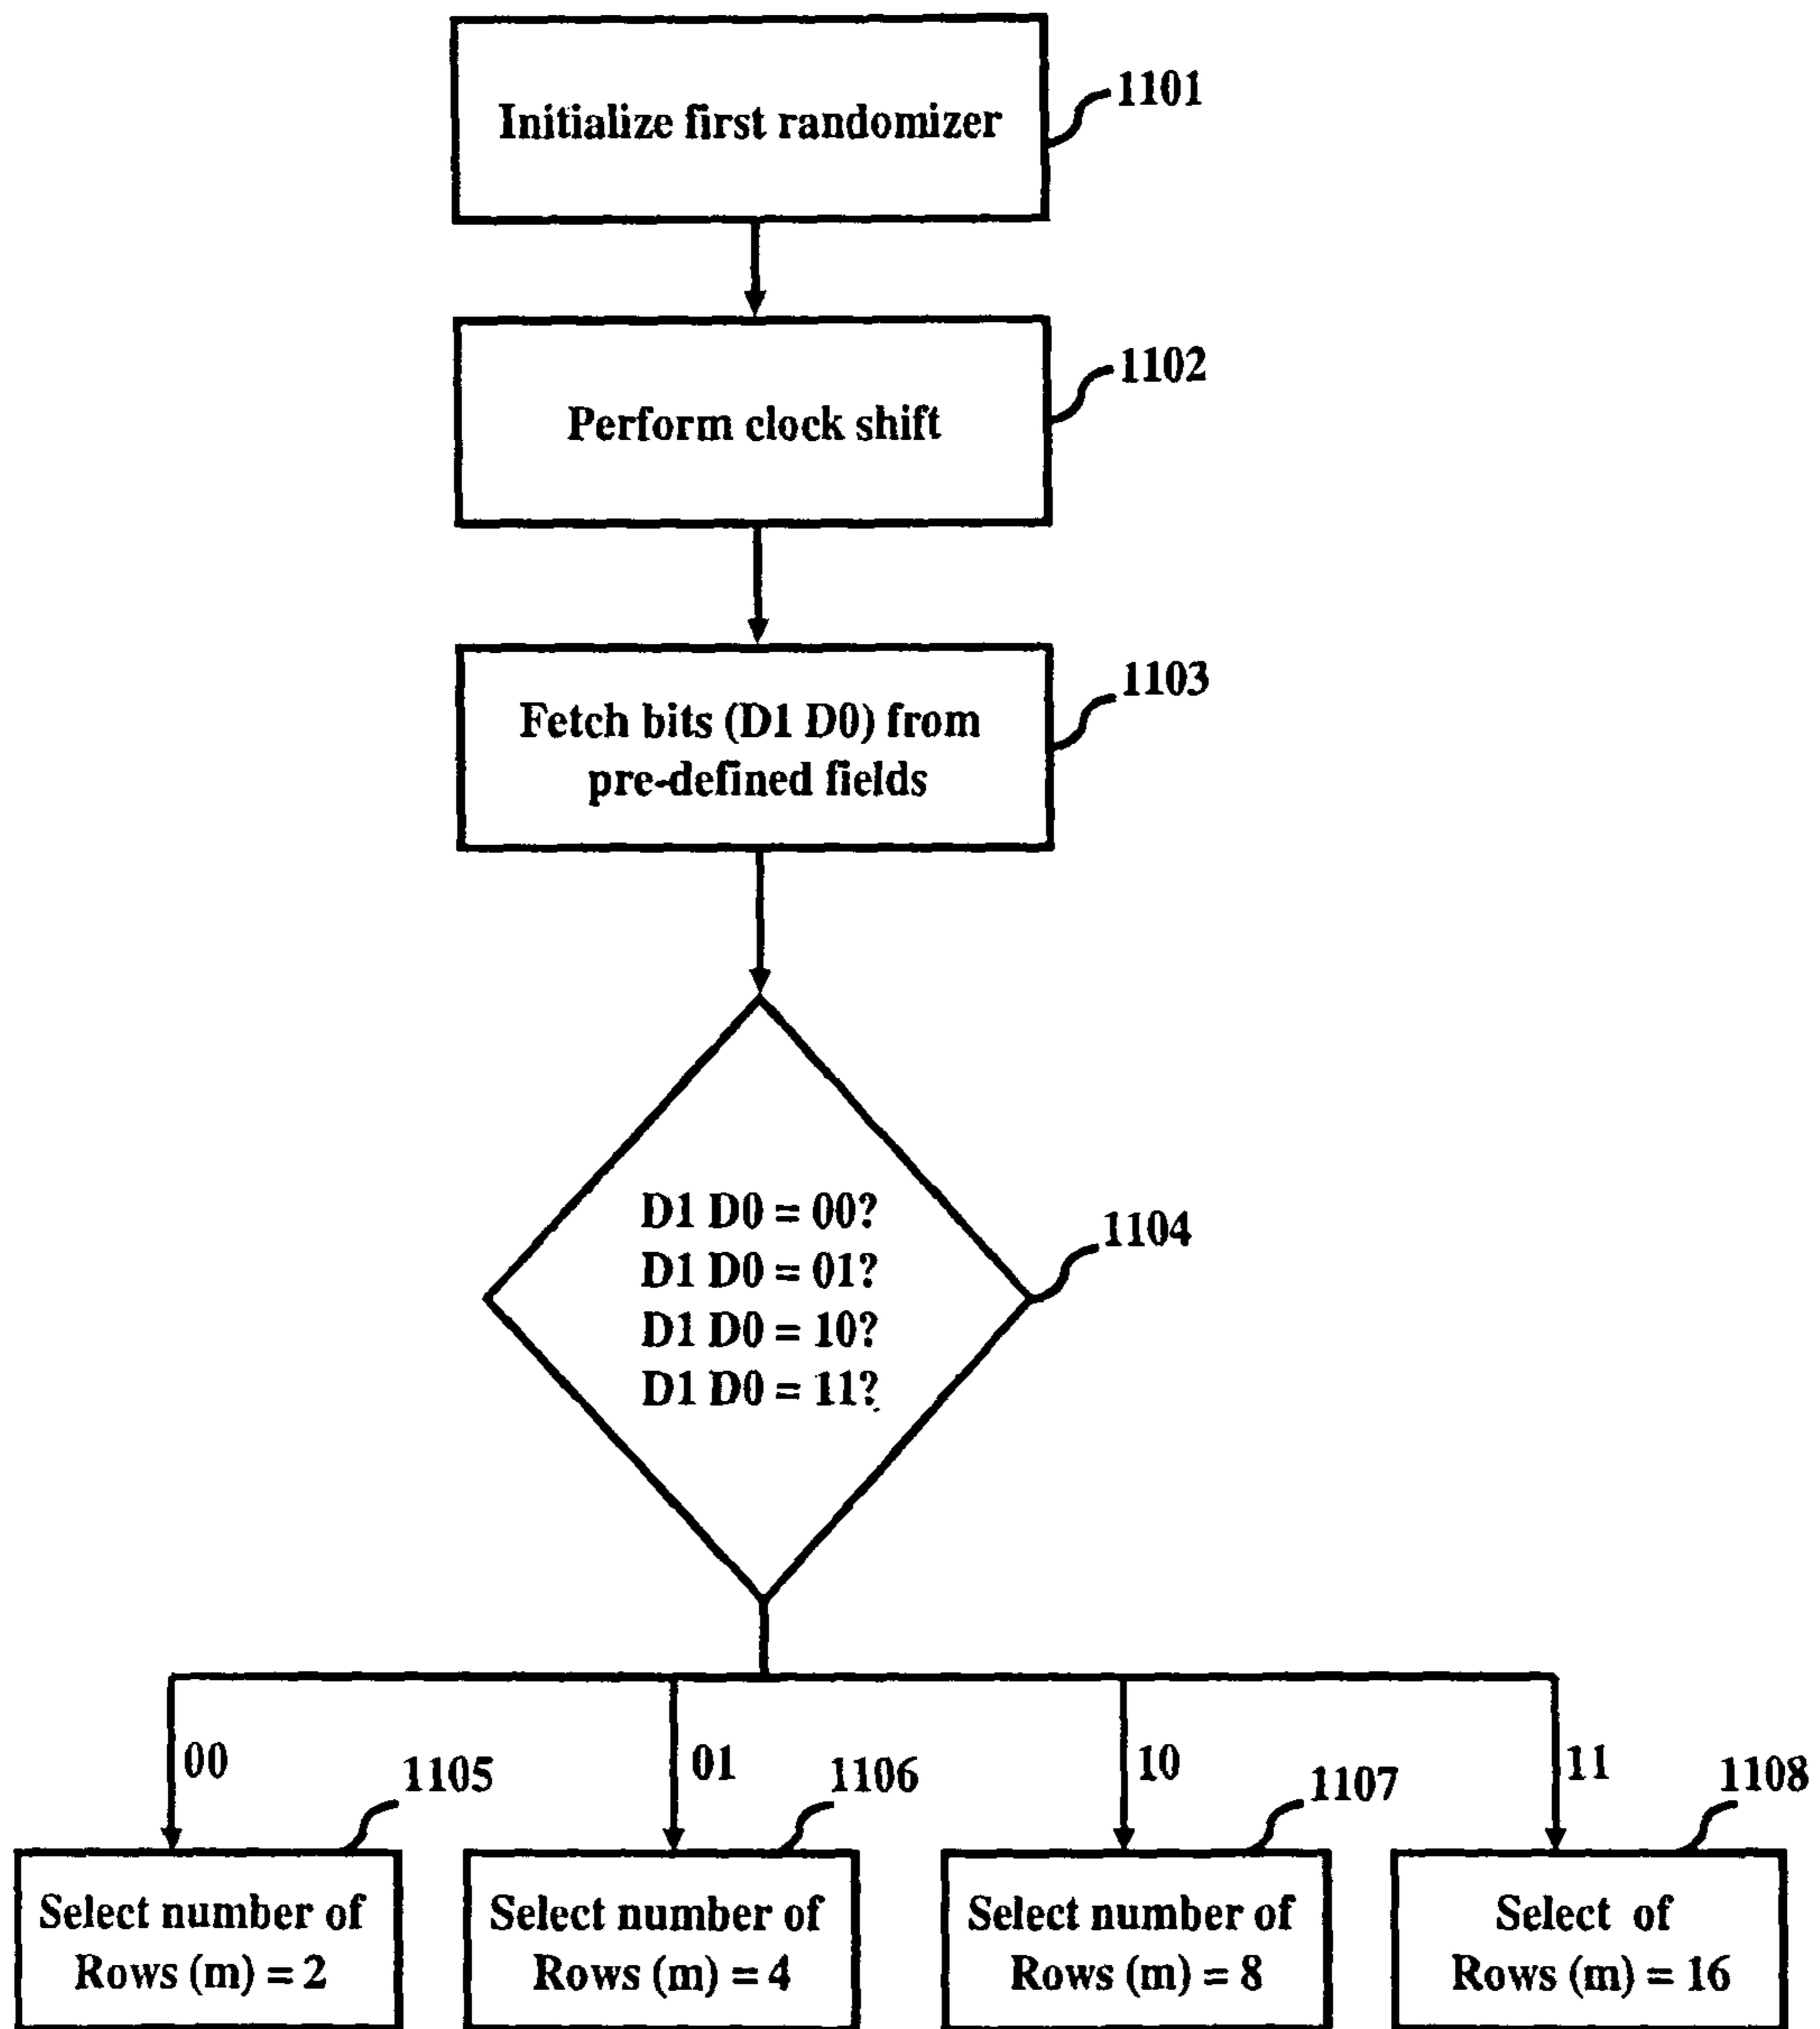 Initialize first randomizer
1101
Perform clock shift
1102
Fetch bits (D1 D0) from
pre-defined fields
1103
D1 D0 = 00?
D1 D0 = 01?
D1 D0 = 10?
D1 D0 = 11?
1104
00
1105
01
1106
10
1107
11
1108
Select number of
Rows (m) = 2
Select number of
Rows (m) = 4
Select number of
Rows (m) = 8
Select of
Rows (m) = 16